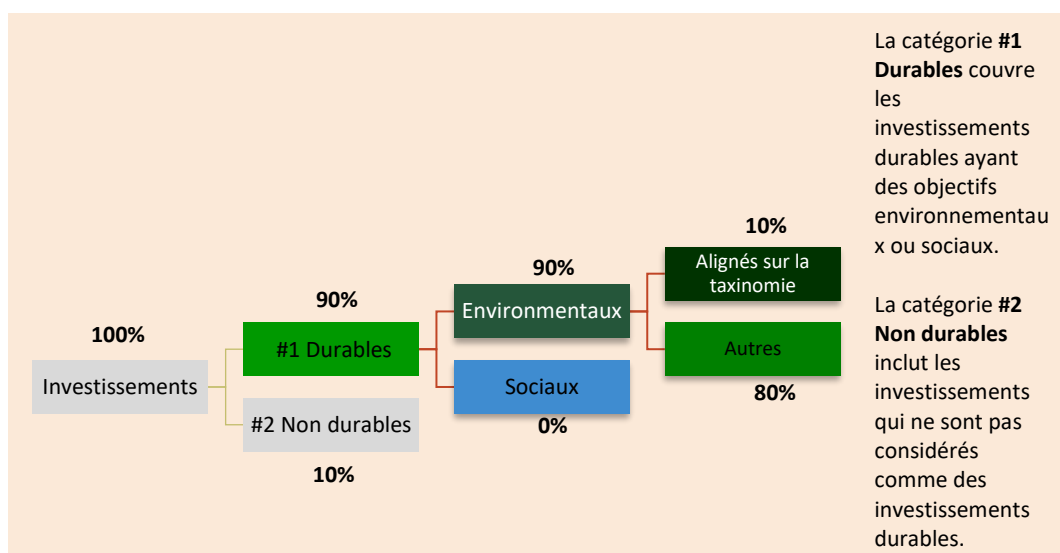 100%
Investissements
90%
#1 Durables
#2 Non durables
10%
90%
Environmentaux
Sociaux
0%
10%
Alignés sur la
taxinomie
Autres
80%
La catégorie #1
Durables couvre
les
investissements
durables ayant
des objectifs
environnementau
x ou sociaux.
La catégorie #2
Non durables
inclut les
investissements
qui ne sont pas
considérés
comme des
investissements
durables.